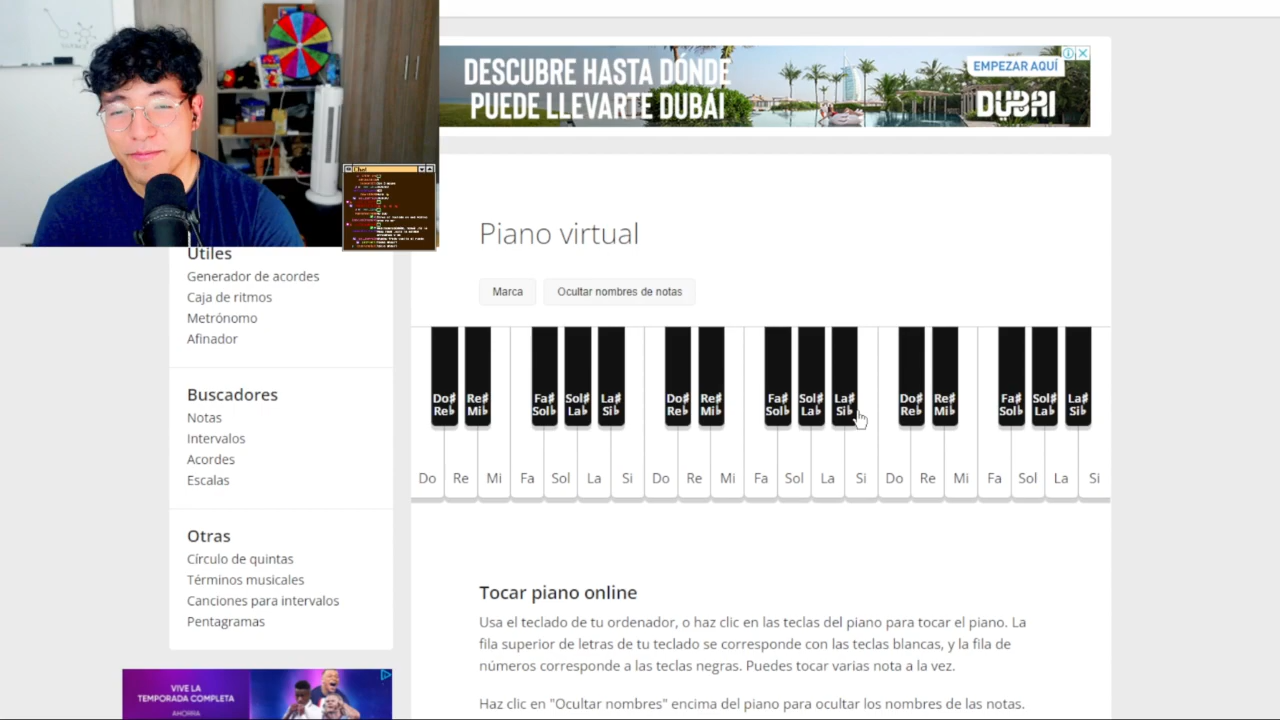 DESCUBRE HASTA DÓNDE
PUEDE LLEVARTE DUBÁI
EMPEZAR AQUÍ
DUBAI
Chat
Piano virtual
Marca
Ocultar nombres de notas
Útiles
Generador de acordes
Caja de ritmos
Metrónomo
Afinador
Buscadores
Notas
Intervalos
Acordes
Escalas
Otras
Círculo de quintas
Términos musicales
Canciones para intervalos
Pentagramas
Do♯ Re♯ Fa♯ Sol♯ La♯ Do♯ Re♯ Fa♯ Sol♯ La♯ Do♯ Re♯ Fa♯ Sol♯ La♯
Re♭ Mi♭ Sol♭ La♭ Si♭ Re♭ Mi♭ Sol♭ La♭ Si♭ Re♭ Mi♭ Sol♭ La♭ Si♭
Do Re Mi Fa Sol La Si Do Re Mi Fa Sol La Si Do Re Mi Fa Sol La Si
Tocar piano online
Usa el teclado de tu ordenador, o haz clic en las teclas del piano para tocar el piano. La
fila superior de letras de tu teclado se corresponde con las teclas blancas, y la fila de
números corresponde a las teclas negras. Puedes tocar varias nota a la vez.
Haz clic en "Ocultar nombres" encima del piano para ocultar los nombres de las notas.
VIVE LA
TEMPORADA COMPLETA
AHORRA